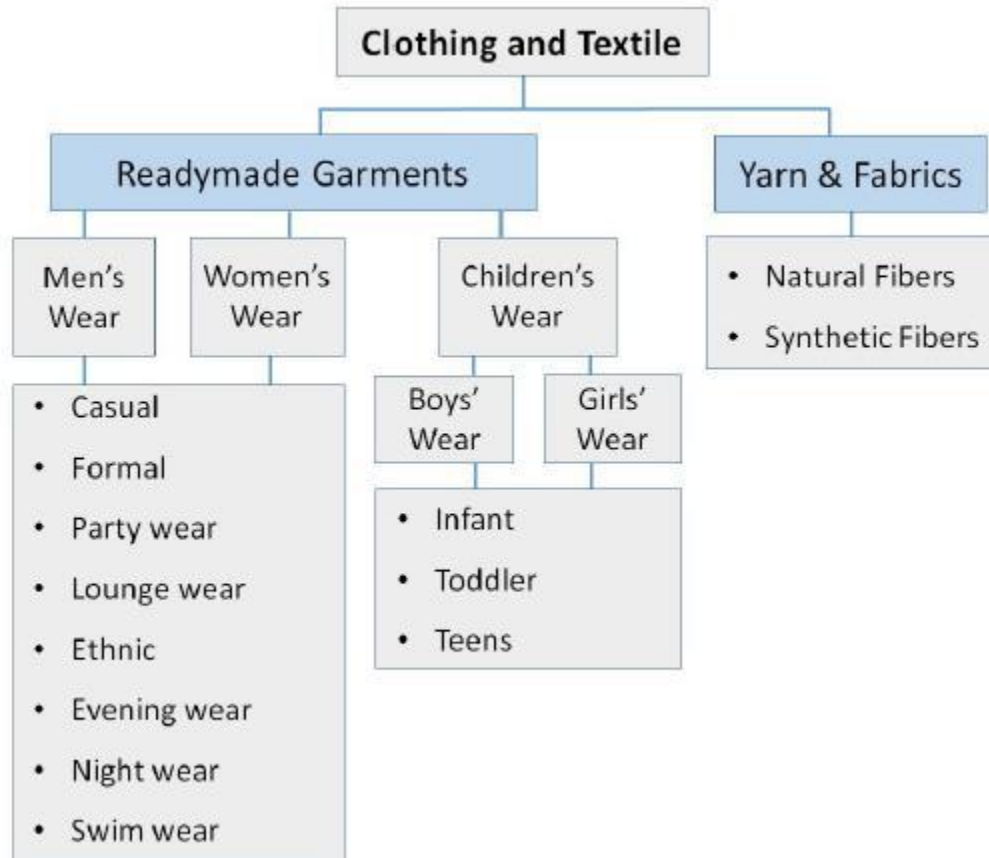 Clothing and Textile
Readymade Garments
Yarn & Fabrics
Men's
Wear
Women's
Wear
Children's
Wear
• Natural Fibers
• Synthetic Fibers
Boys'
Wear
Girls'
Wear
• Casual
• Formal
• Party wear
• Lounge wear
• Ethnic
• Evening wear
• Night wear
• Swim wear
• Infant
• Toddler
• Teens